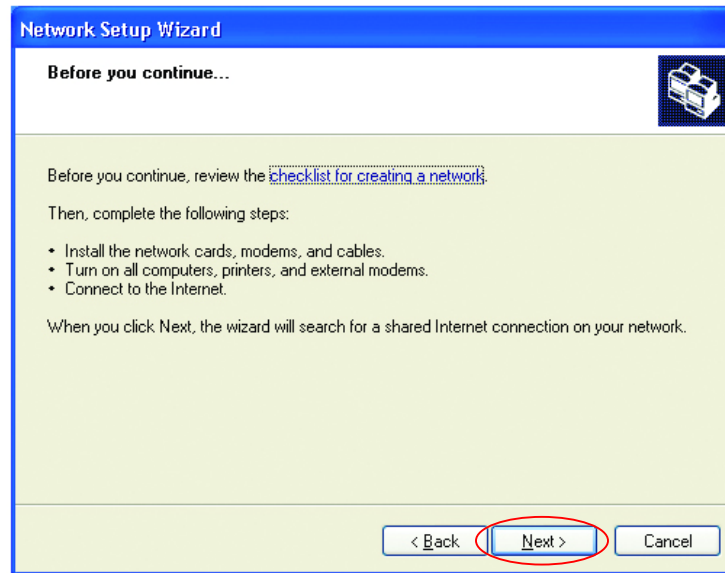 Network Setup Wizard
Before you continue...
Before you continue, review the checklist for creating a network.
Then, complete the following steps:
• Install the network cards, modems, and cables.
• Turn on all computers, printers, and external modems.
• Connect to the Internet.
When you click Next, the wizard will search for a shared Internet connection on your network.
< Back Next > Cancel